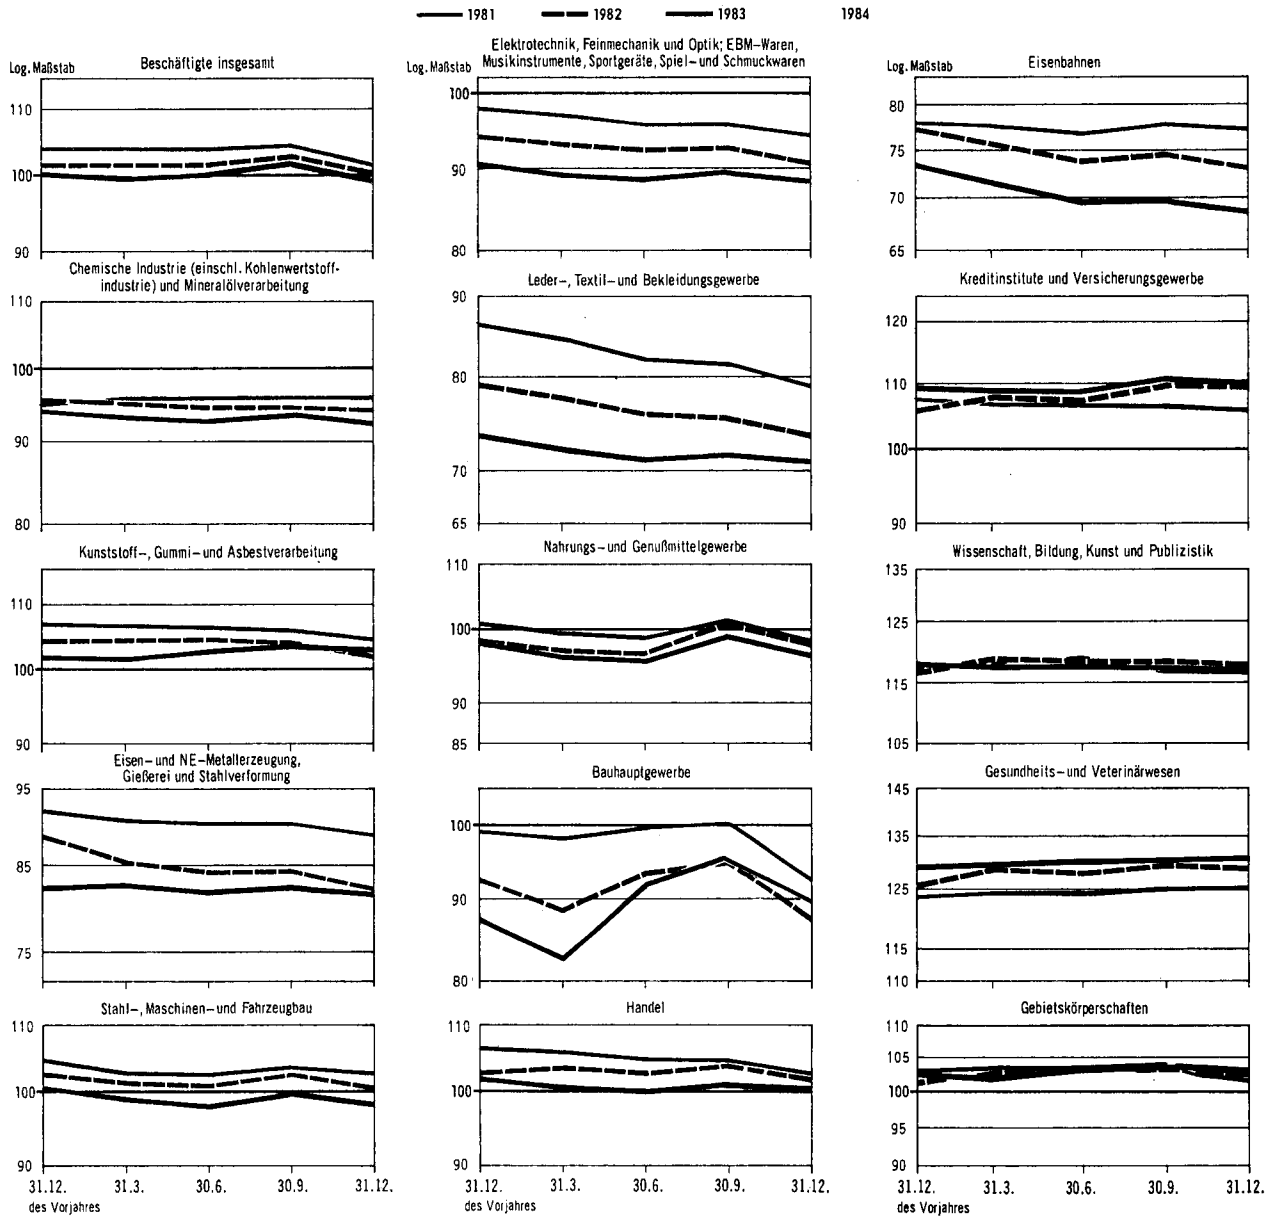 1981 1982 1983 1984
Log. Maßstab
Beschäftigte insgesamt
110
100
90
Elektrotechnik, Feinmechanik und Optik; EBM-Waren,
Musikinstrumente, Sportgeräte, Spiel- und Schmuckwaren
Log. Maßstab
100
90
80
Log. Maßstab
Eisenbahnen
80
75
70
65
Chemische Industrie (einschl. Kohlenwertstoff-
industrie) und Mineralölverarbeitung
110
100
90
80
Leder-, Textil- und Bekleidungsgewerbe
90
80
70
65
Kreditinstitute und Versicherungsgewerbe
120
110
100
90
Kunststoff-, Gummi- und Asbestverarbeitung
110
100
90
Nahrungs- und Genußmittelgewerbe
110
100
90
85
Wissenschaft, Bildung, Kunst und Publizistik
135
125
115
105
Eisen- und NE-Metallerzeugung,
Gießerei und Stahlverformung
95
85
75
Bauhauptgewerbe
100
90
80
Gesundheits- und Veterinärwesen
145
135
125
115
110
Stahl-, Maschinen- und Fahrzeugbau
110
100
90
31.12. 31.3. 30.6. 30.9. 31.12.
des Vorjahres
Handel
110
100
90
31.12. 31.3. 30.6. 30.9. 31.12.
des Vorjahres
Gebietskörperschaften
110
105
100
95
90
31.12. 31.3. 30.6. 30.9. 31.12.
des Vorjahres